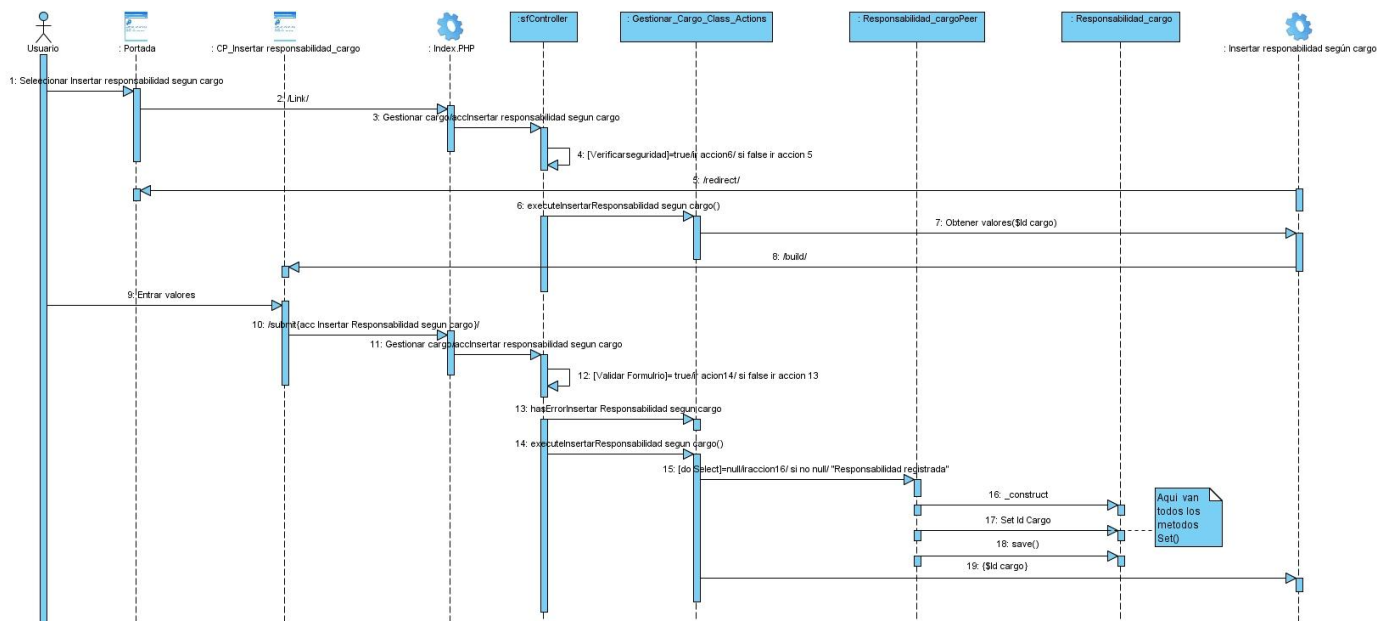 :sfController
: Gestionar_Cargo_Class_Actions
: Responsabilidad_cargoPeer
: Responsabilidad_cargo
Usuario
: Portada
: CP_Insertar responsabilidad_cargo
: Index.PHP
: Insertar responabilidad según cargo
1: Seleecionar Insertar responsabilidad segun cargo
2: /Link/
3: Gestionar cargo/accInsertar responsabilidad segun cargo
4: [Verificarseguridad]=true/ir accion6/ si false ir accion 5
5: /redirect/
6: executeInsertarResponsabilidad segun cargo()
7: Obtener valores($Id cargo)
8: /build/
9: Entrar valores
10: /submit{acc Insertar Responsabilidad segun cargo}/
11: Gestionar cargo/accInsertar responsabilidad segun cargo
12: [Validar Formulrio]= true/ir acion14/ si false ir accion 13
13: hasErrorInsertar Responsabilidad segun cargo
14: executeInsertarResponsabilidad segun cargo()
15: [do Select]=null/iraccion16/ si no null/ "Responsabilidad registrada"
16: _construct
17: Set Id Cargo
Aqui van
todos los
metodos
Set()
18: save()
19: {$Id cargo}